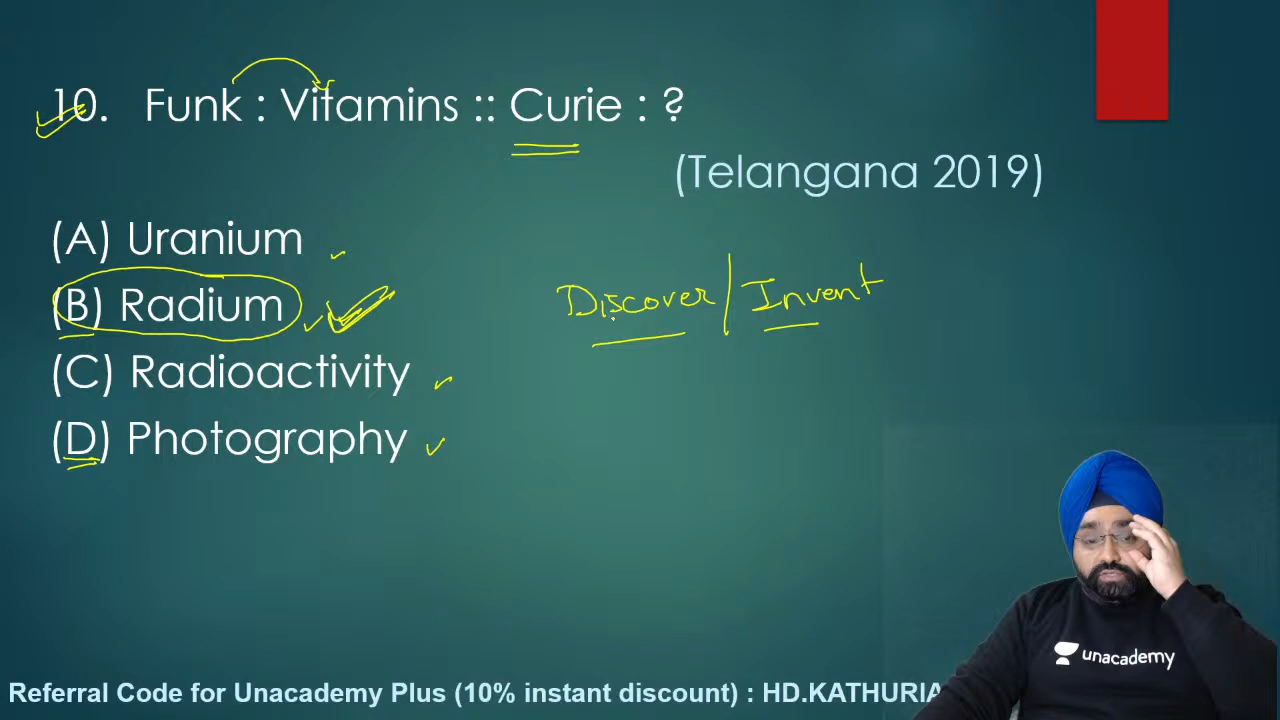 10. Funk : Vitamins :: Curie : ?
(Telangana 2019)
(A) Uranium
(B) Radium
(C) Radioactivity
(D) Photography
Discover / Invent
unacademy
Referral Code for Unacademy Plus (10% instant discount) : HD.KATHURIA